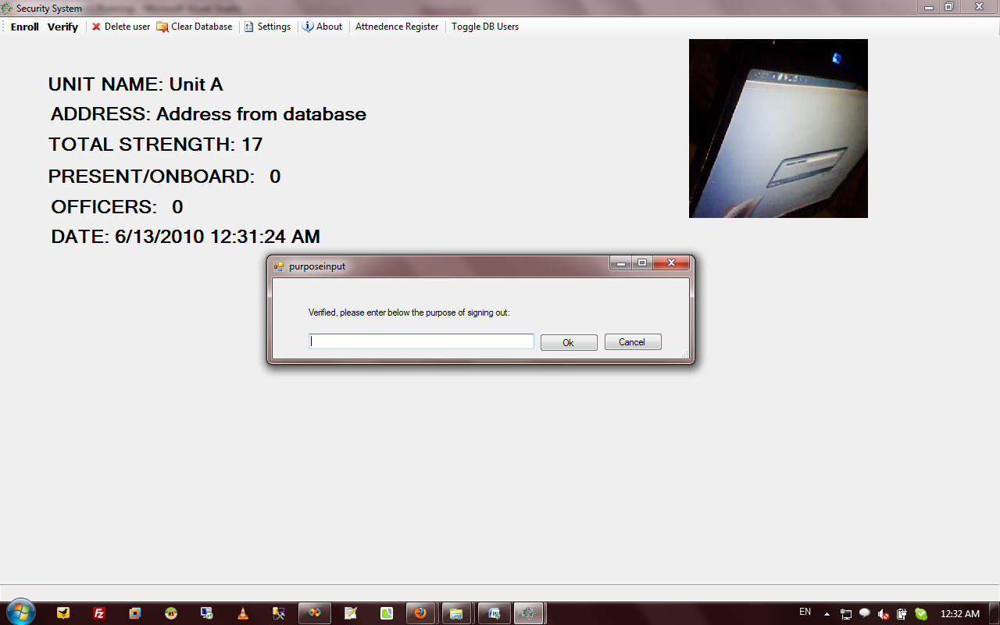 Security System
Enroll Verify Delete user Clear Database Settings About Attnedence Register Toggle DB Users
UNIT NAME: Unit A
ADDRESS: Address from database
TOTAL STRENGTH: 17
PRESENT/ONBOARD: 0
OFFICERS: 0
DATE: 6/13/2010 12:31:24 AM
purposeinput
Verified, please enter below the purpose of signing out:
Ok Cancel
EN 12:32 AM